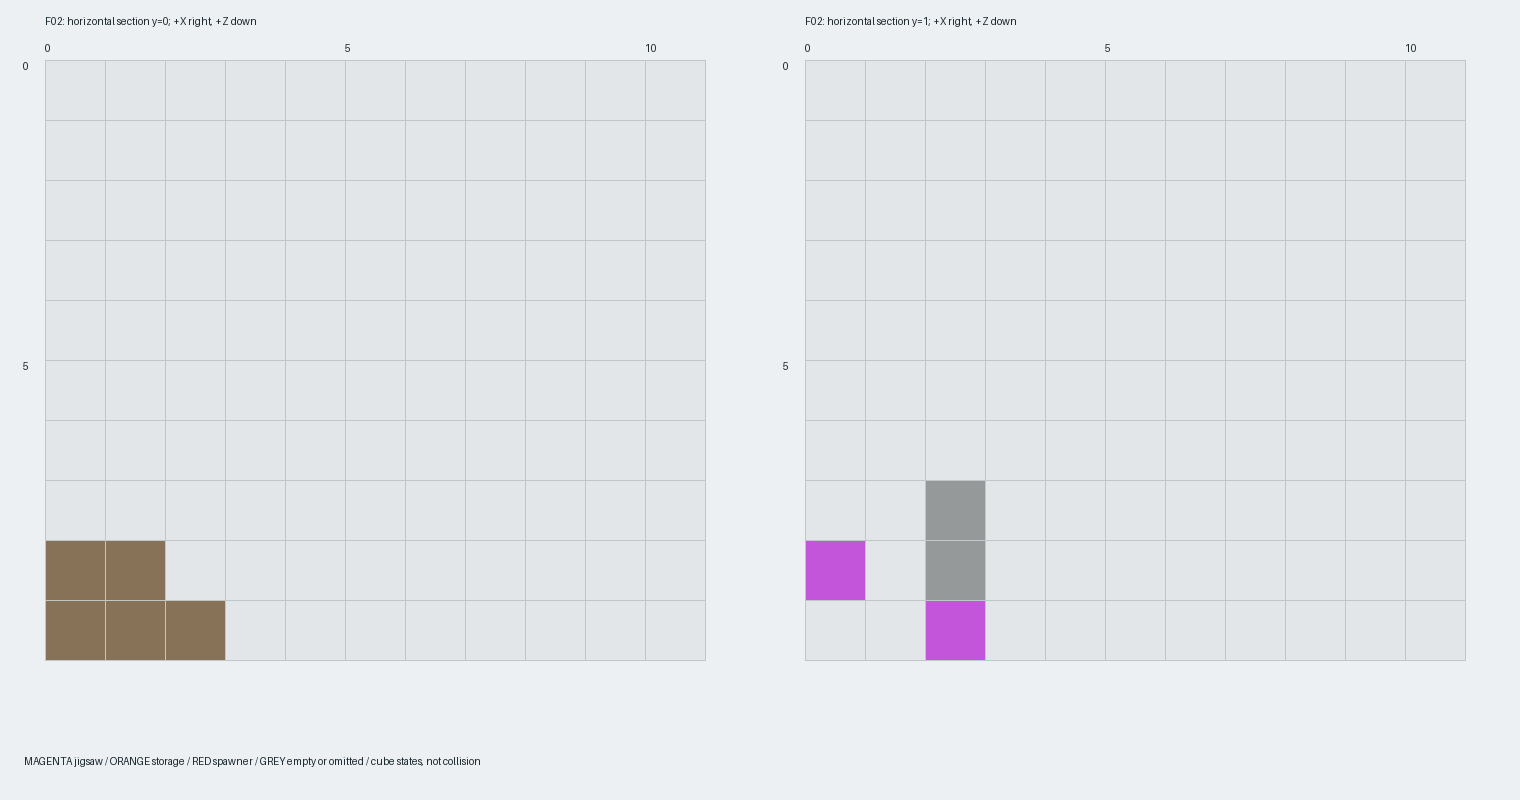 F02: horizontal section y=0; +X right, +Z down
F02: horizontal section y=1; +X right, +Z down
0 5 10
0 5 10
0
0
5
5
MAGENTA jigsaw / ORANGE storage / RED spawner / GREY empty or omitted / cube states, not collision